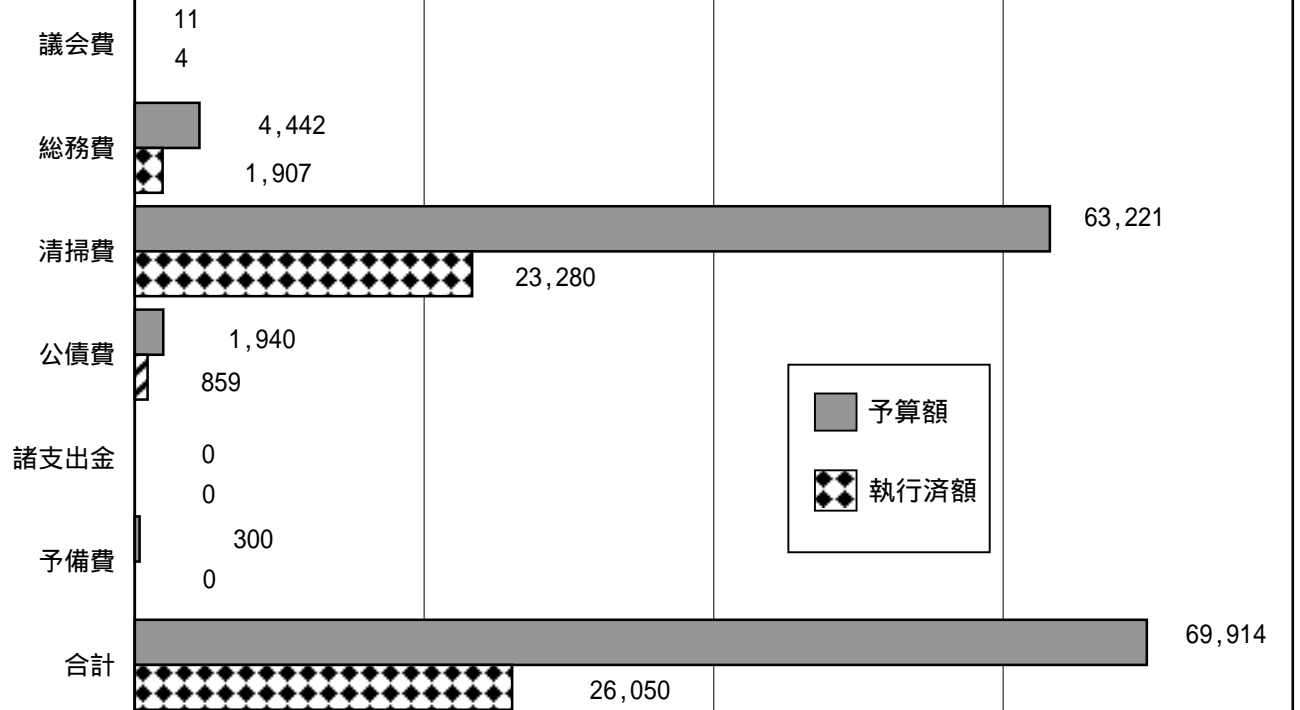 議会費
11
4
総務費
4,442
1,907
清掃費
63,221
23,280
公債費
1,940
859
諸支出金
0
0
予備費
300
0
合計
69,914
26,050
予算額
執行済額